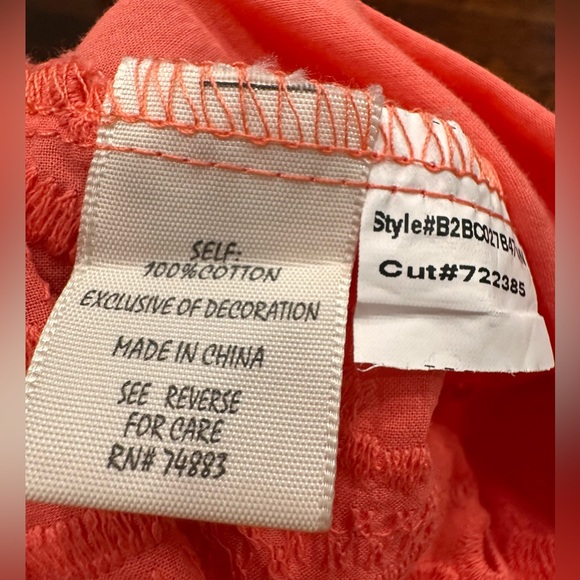 SELF:
100%COTTON
EXCLUSIVE OF DECORATION
MADE IN CHINA
SEE REVERSE
FOR CARE
RN# 74883
Cut#722385